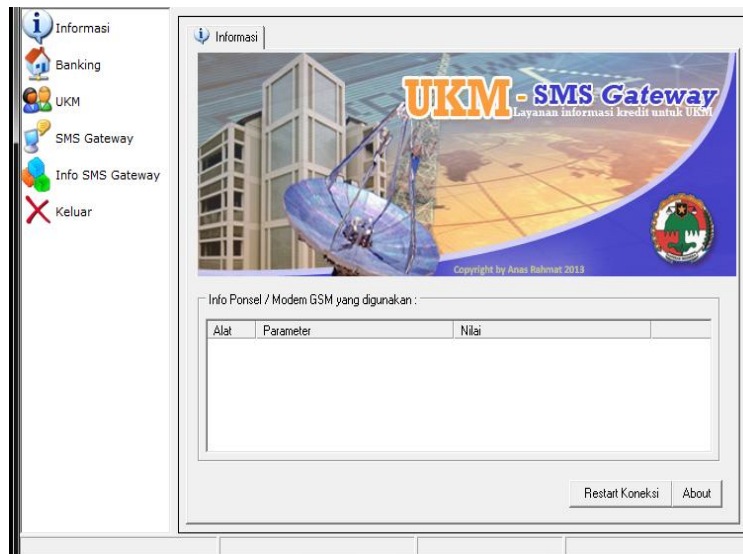 Informasi
Banking
UKM
SMS Gateway
Info SMS Gateway
Keluar
Informasi
UKM - SMS Gateway
Layanan informasi kredit untuk UKM
Copyright by Anas Rahmat 2013
Info Ponsel / Modem GSM yang digunakan :
Alat Parameter Nilai
Restart Koneksi About